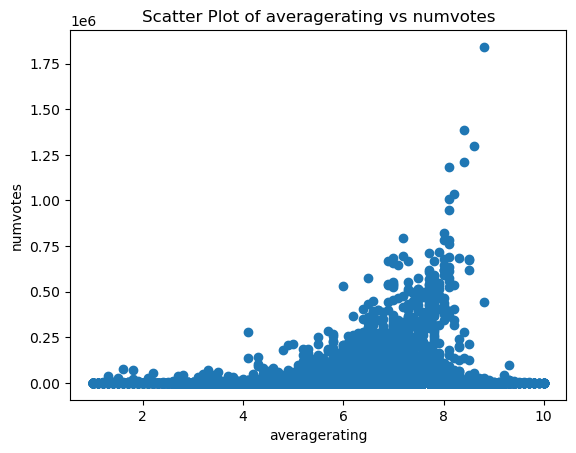 Scatter Plot of averagerating vs numvotes
1e6
1.75
1.50
1.25
1.00
0.75
0.50
0.25
0.00
numvotes
2 4 6 8 10
averagerating